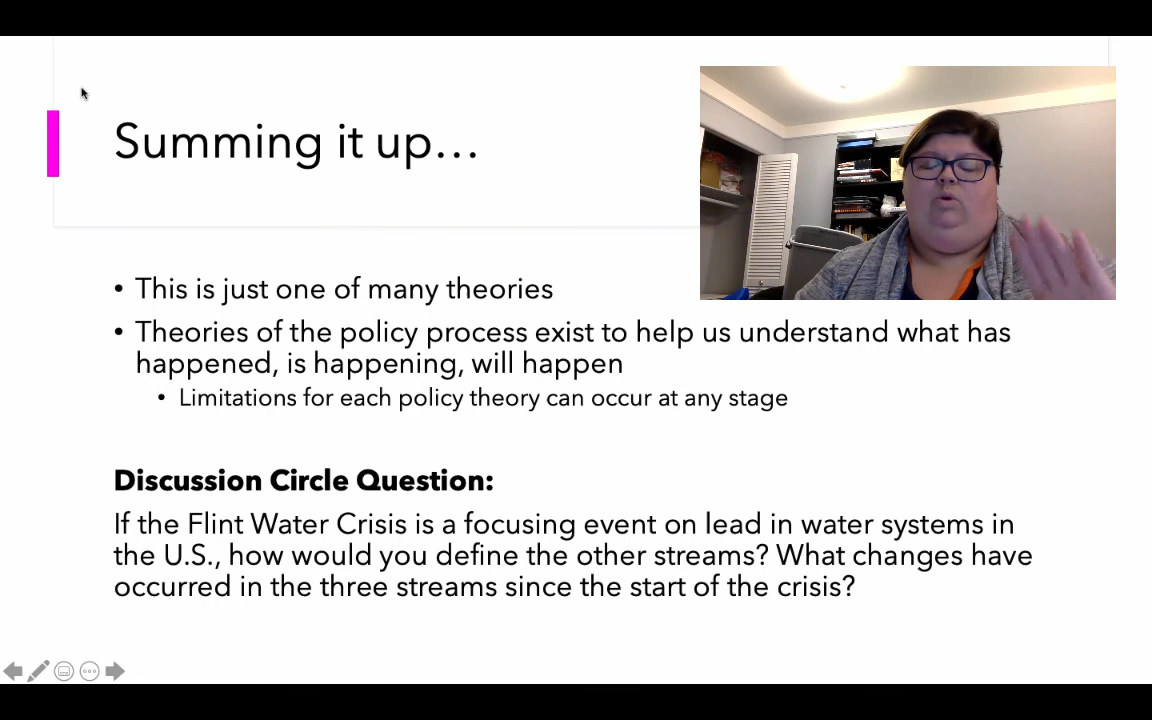 Summing it up…
• This is just one of many theories
• Theories of the policy process exist to help us understand what has
happened, is happening, will happen
• Limitations for each policy theory can occur at any stage
Discussion Circle Question:
If the Flint Water Crisis is a focusing event on lead in water systems in
the U.S., how would you define the other streams? What changes have
occurred in the three streams since the start of the crisis?